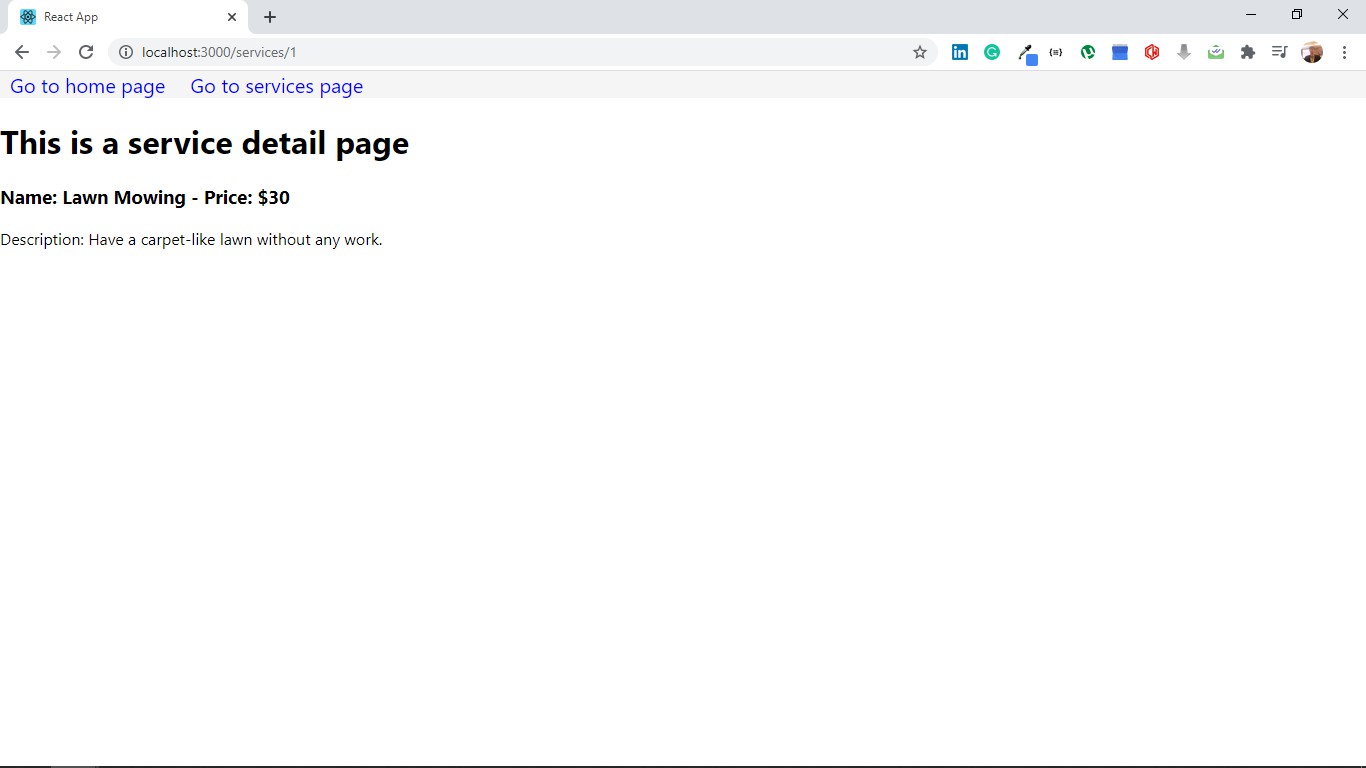 React App
localhost:3000/services/1
Go to home page Go to services page
This is a service detail page
Name: Lawn Mowing - Price: $30
Description: Have a carpet-like lawn without any work.